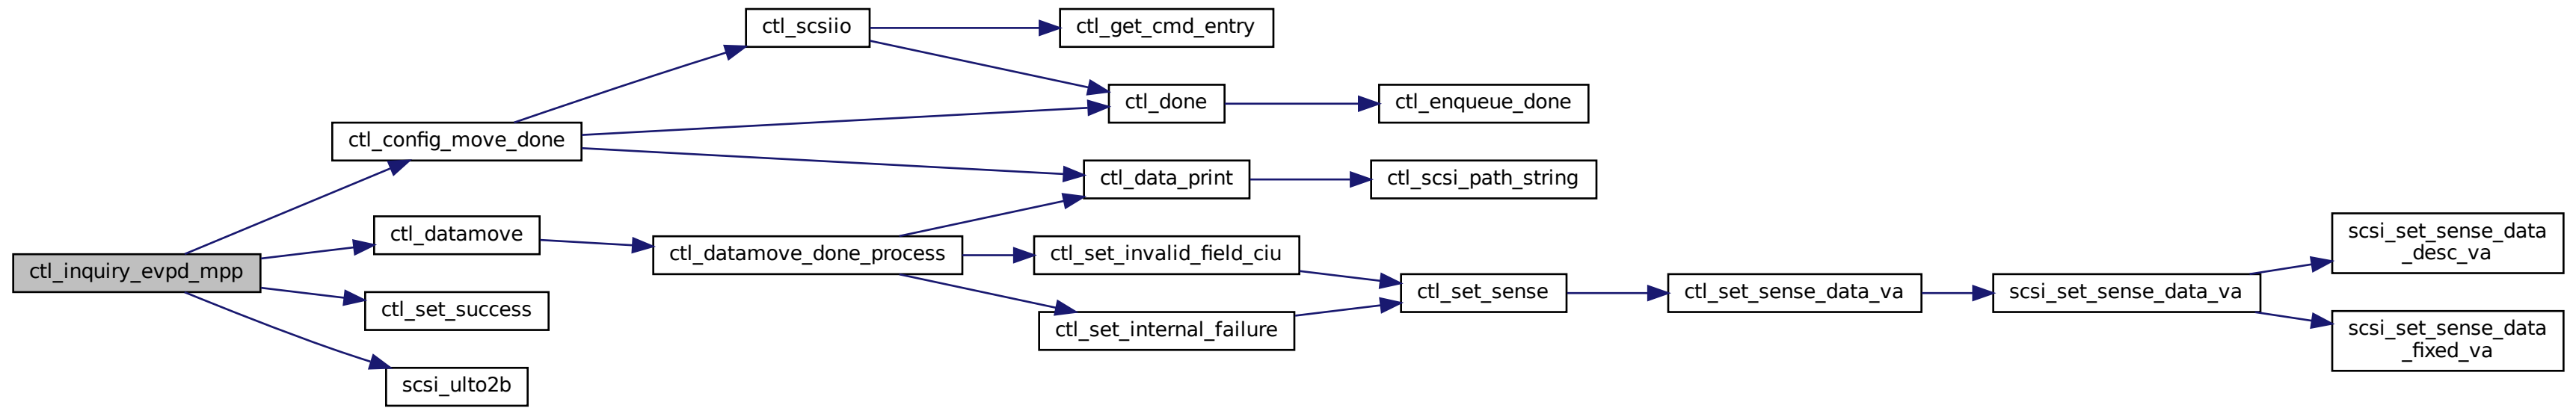 ctl_scsiio
ctl_get_cmd_entry
ctl_done
ctl_enqueue_done
ctl_config_move_done
ctl_data_print
ctl_scsi_path_string
ctl_datamove
ctl_datamove_done_process
ctl_set_invalid_field_ciu
scsi_set_sense_data
_desc_va
ctl_inquiry_evpd_mpp
ctl_set_success
ctl_set_internal_failure
ctl_set_sense
ctl_set_sense_data_va
scsi_set_sense_data_va
scsi_set_sense_data
_fixed_va
scsi_ulto2b